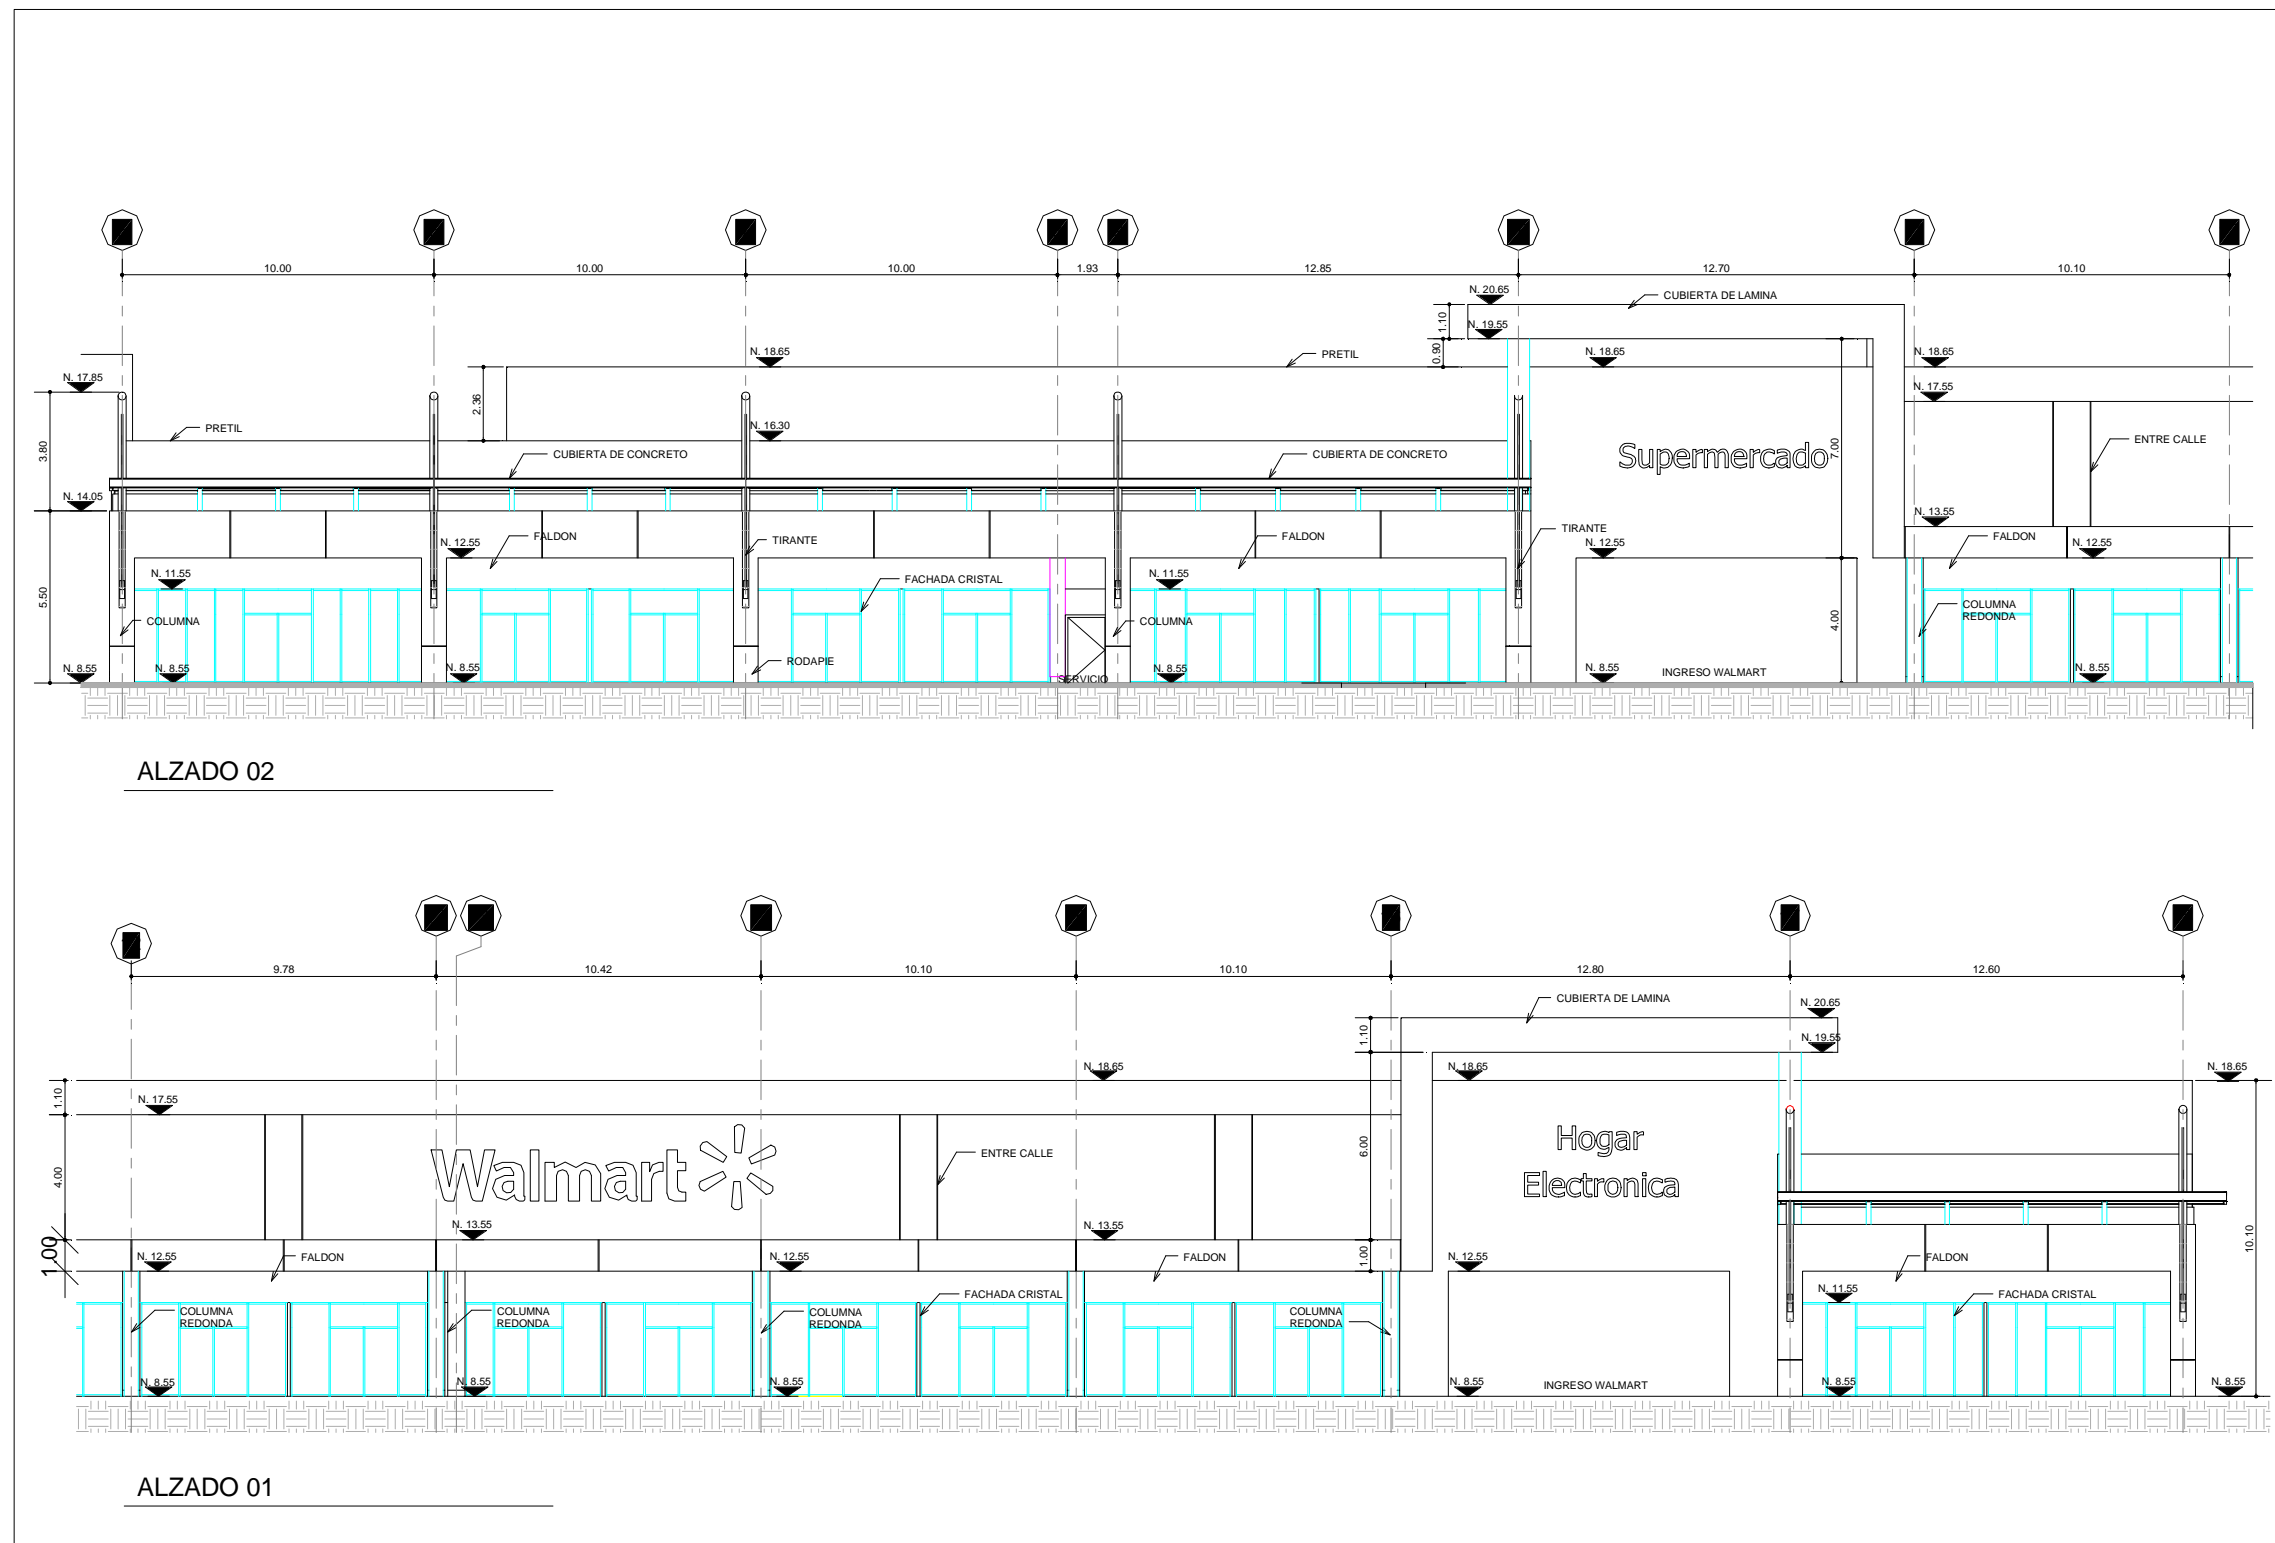 10.00 10.00 10.00 1.93 12.85 12.70 10.10
N. 20.65 CUBIERTA DE LAMINA
1.10
N. 19.55
0.90
N. 18.65 PRETIL N. 18.65 N. 18.65
N. 17.85 N. 17.55
2.36
PRETIL N. 16.30 ENTRE CALLE
3.80
CUBIERTA DE CONCRETO CUBIERTA DE CONCRETO Supermercado 7.00
N. 14.05 N. 13.55
N. 12.55 FALDON TIRANTE FALDON TIRANTE N. 12.55 FALDON N. 12.55
N. 11.55 FACHADA CRISTAL N. 11.55
5.50
COLUMNA COLUMNA 4.00 COLUMNA
REDONDA
RODAPIE
N. 8.55 N. 8.55 N. 8.55 SERVICIO N. 8.55 N. 8.55 INGRESO WALMART N. 8.55
ALZADO 02
9.78 10.42 10.10 10.10 12.80 12.60
CUBIERTA DE LAMINA N. 20.65
1.10 N. 19.55
N. 18.65 N. 18.65 N. 18.65
1.10
N. 17.55
Walmart ENTRE CALLE 6.00 Hogar
Electronica
4.00
N. 13.55 N. 13.55
1.00 N. 12.55 FALDON N. 12.55 FALDON 1.00 N. 12.55 FALDON 10.10
FACHADA CRISTAL N. 11.55 FACHADA CRISTAL
COLUMNA
REDONDA
COLUMNA
REDONDA
COLUMNA
REDONDA
COLUMNA
REDONDA
N. 8.55 N. 8.55 N. 8.55 N. 8.55 INGRESO WALMART N. 8.55 N. 8.55
ALZADO 01